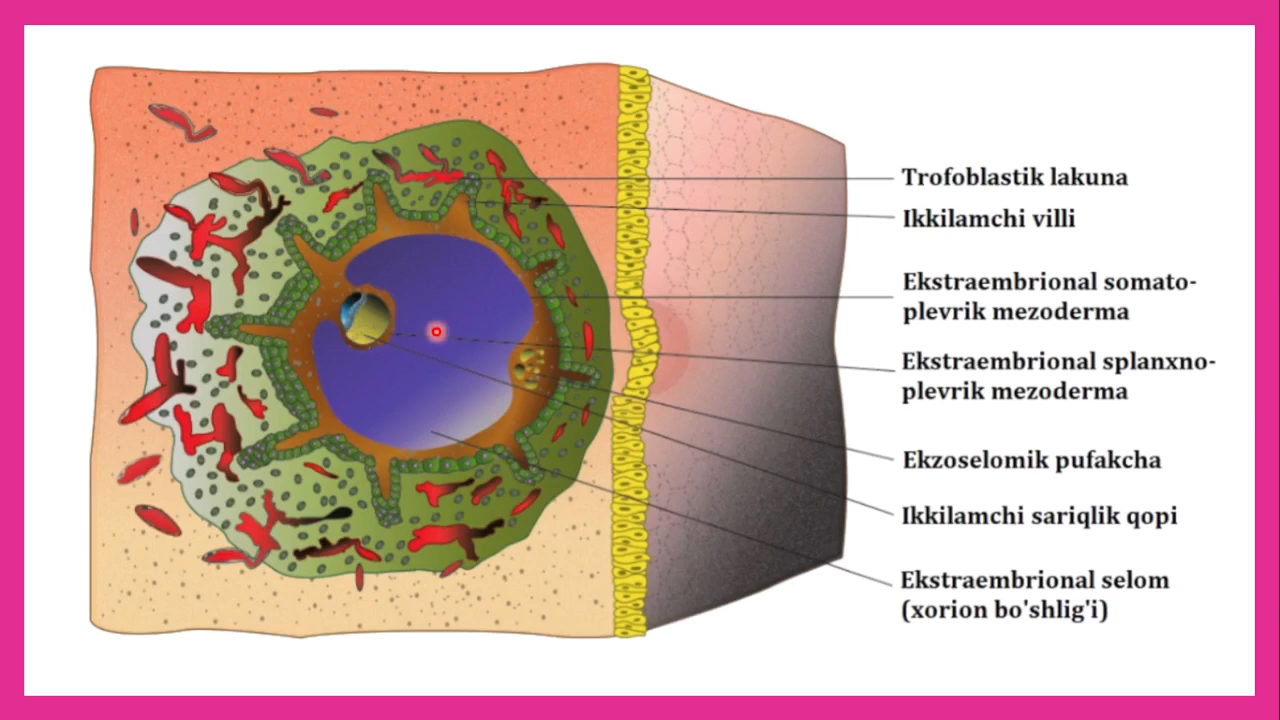 Trofoblastik lakuna
Ikkilamchi villi
Ekstraembrional somato-
plevrik mezoderma
Ekstraembrional splanxno-
plevrik mezoderma
Ekzoselomik pufakcha
Ikkilamchi sariqlik qopi
Ekstraembrional selom
(xorion bo'shlig'i)